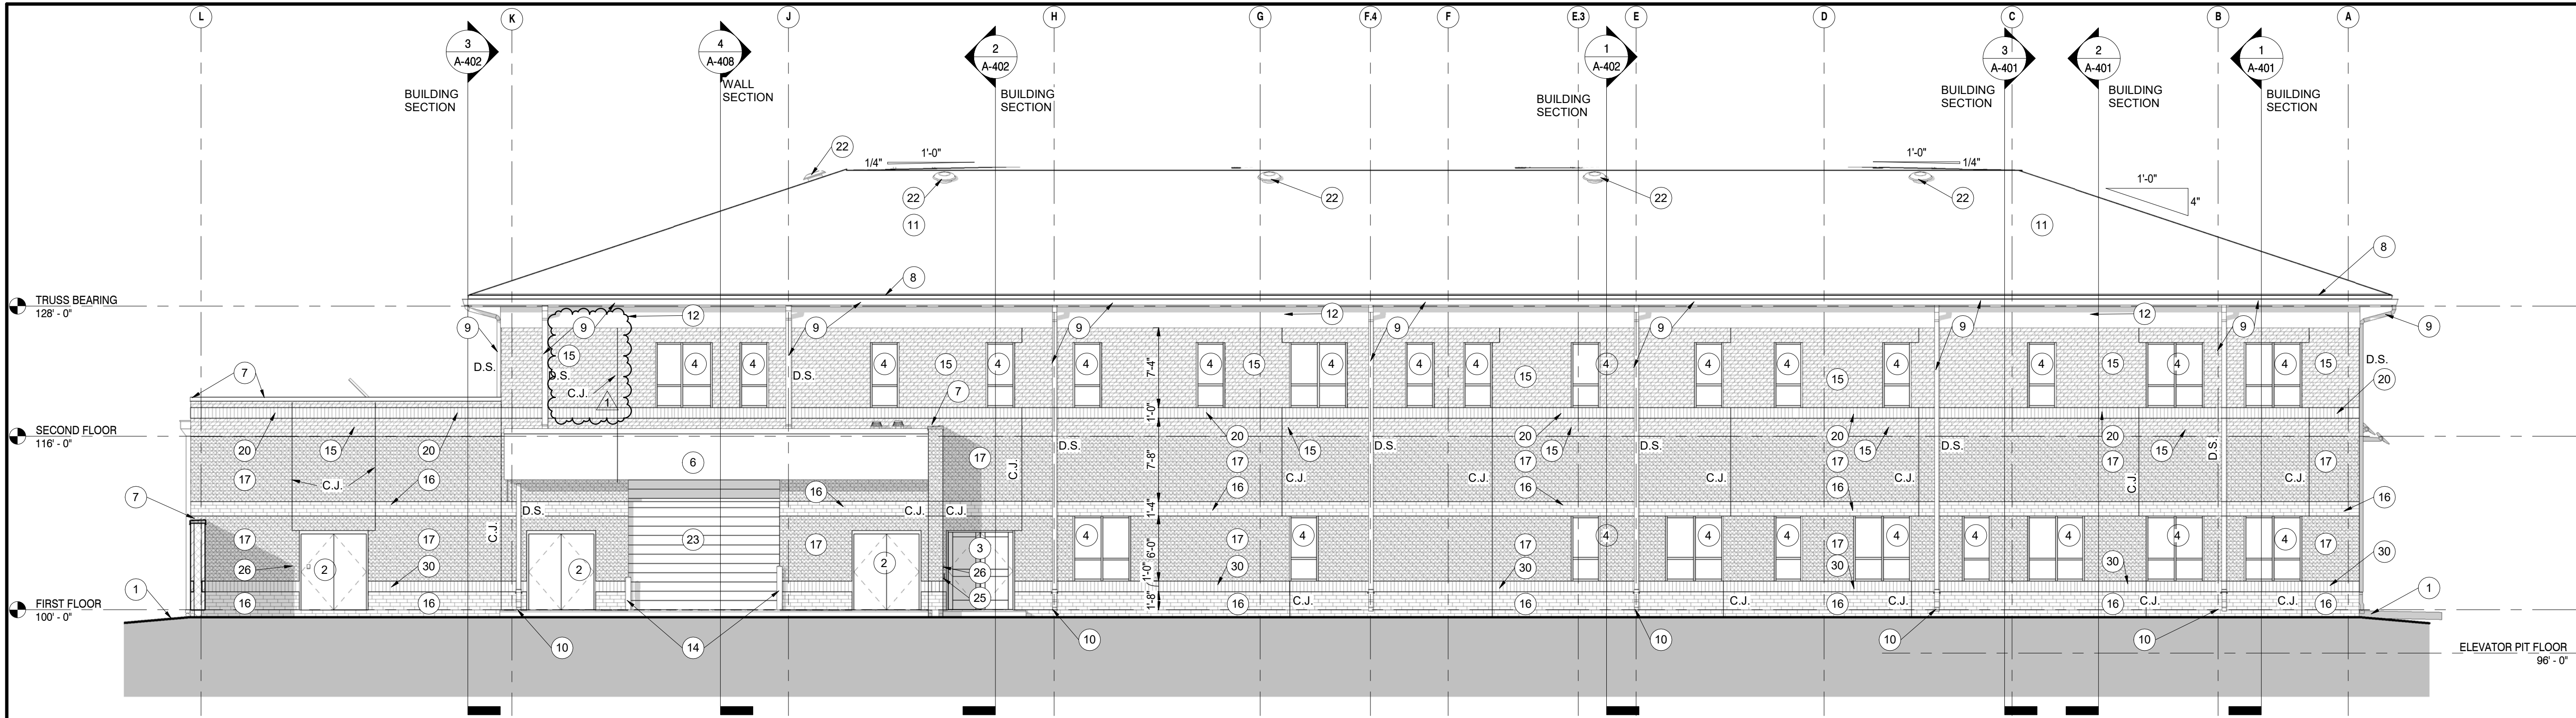 L K J H G F.4 F E.3 E D C B A
3 A-402
BUILDING
SECTION
4 A-408
WALL
SECTION
2 A-402
BUILDING
SECTION
1 A-402
BUILDING
SECTION
3 A-401
BUILDING
SECTION
2 A-401
BUILDING
SECTION
1 A-401
BUILDING
SECTION
22
1/4" 1'-0"
1'-0" 1/4"
1'-0"
4"
22 22 22 22
11 11
8 8
TRUSS BEARING
128' - 0"
12 12 12
9 9 9 9 9 9 9 9 9
D.S.
15
D.S.
C.J.
1
4 4
D.S.
4 15 4
7'-4"
4 4 15 4 4 4 15 4 4 4 15 4 4 15 4 4 15
D.S.
20
7
7
SECOND FLOOR
116' - 0"
1'-0"
20 15 20
20 15 20 15 20 15 20 15
D.S. D.S. D.S. D.S. D.S.
6
17
C.J.
7'-8"
17 17 17 17 17 17
C.J.
16
C.J. C.J. C.J. C.J. C.J. C.J.
16 16 16 16
7
16
1'-4"
C.J.
D.S.
C.J. C.J.
17 17
23
17
3
4 4 4 4 4 4 4 4 4 4
6'-0"
17 17 17 17 17
26
2 2 2
30
26
25
1'-0"
30 30 30 30 30
1
FIRST FLOOR
100' - 0"
16 16
1'-8"
16 C.J. 16 C.J. 16 C.J. 16 C.J. 16
1
10 14 10 10 10 10
ELEVATOR PIT FLOOR
96' - 0"